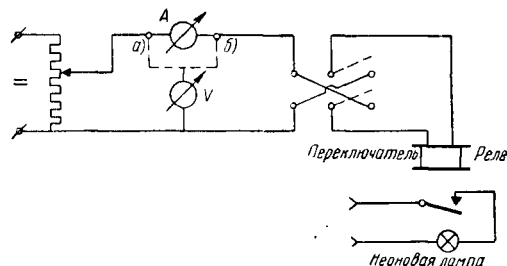 A
а) б)
=
V
Переключатель Реле
Неоновая лампа